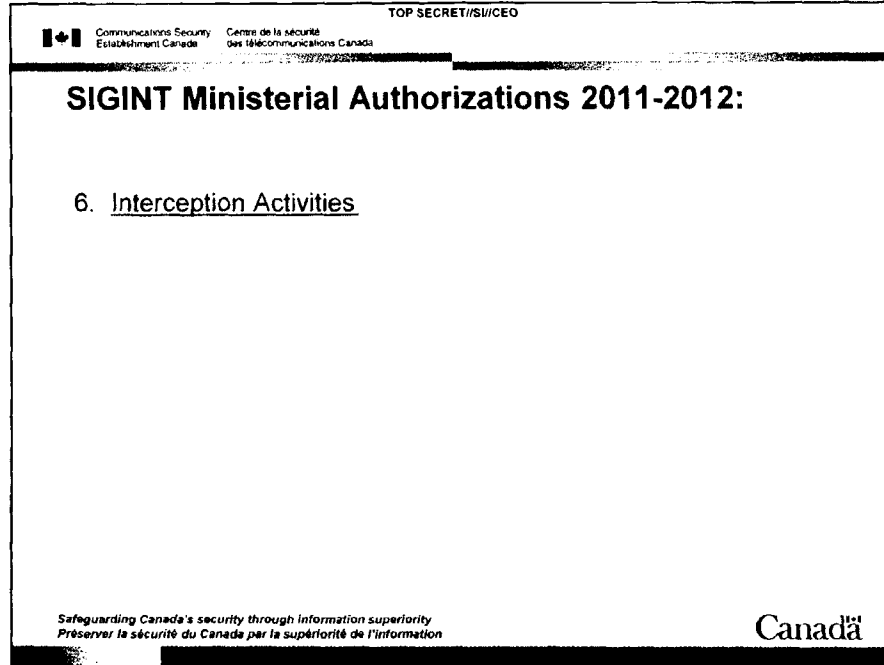 TOP SECRET//SI//CEO
Communications Security
Establishment Canada
Centre de la sécurité
des télécommunications Canada
SIGINT Ministerial Authorizations 2011-2012:
6. Interception Activities
Safeguarding Canada's security through information superiority
Préserver la sécurité du Canada par la supériorité de l'information
Canada